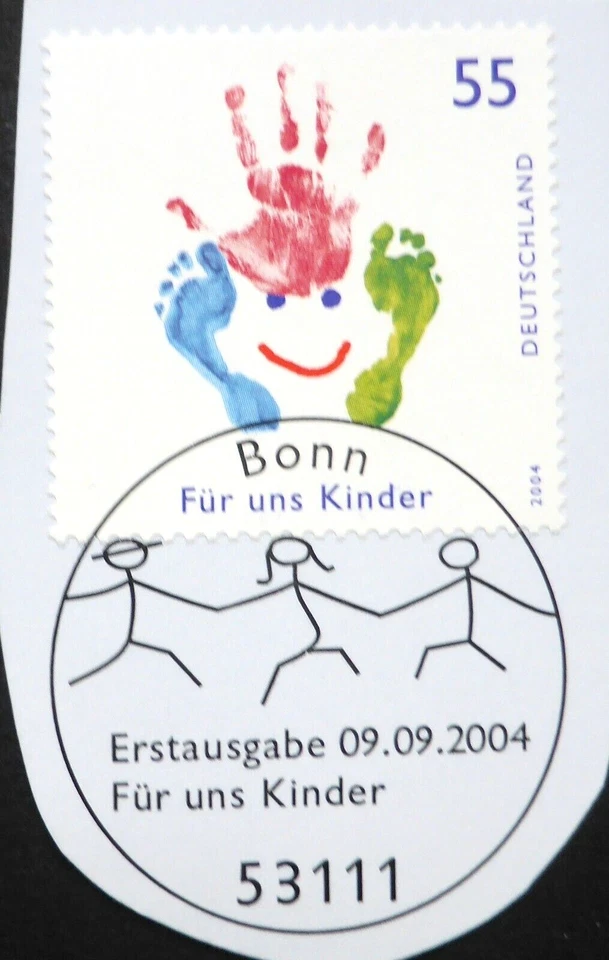 55
DEUTSCHLAND
2004
Bonn
Für uns Kinder
Erstausgabe 09.09.2004
Für uns Kinder
53111